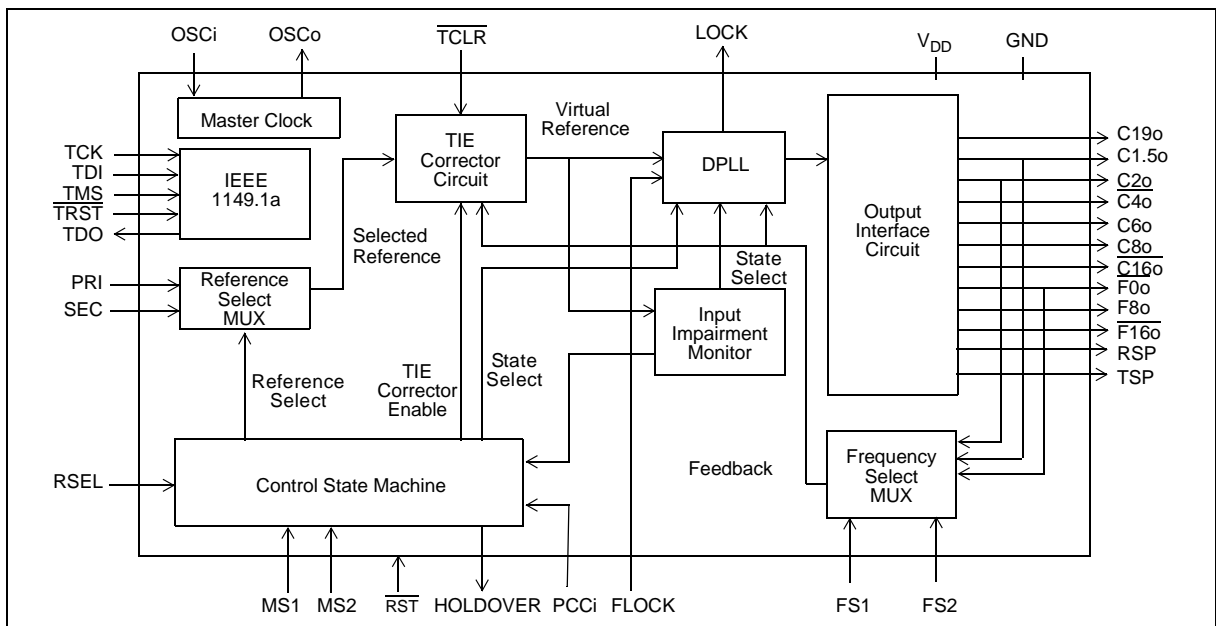 OSCi
OSCo
TCLR
LOCK
VDD
GND
Master Clock
TCK
TDI
TMS
TRST
TDO
IEEE
1149.1a
TIE
Corrector
Circuit
Virtual
Reference
DPLL
Output
Interface
Circuit
C19o
C1.5o
C2o
C4o
C6o
C8o
C16o
F0o
F8o
F16o
RSP
TSP
Selected
Reference
PRI
SEC
Reference
Select
MUX
State
Select
Input
Impairment
Monitor
Reference
Select
TIE
Corrector
Enable
State
Select
RSEL
Control State Machine
Feedback
Frequency
Select
MUX
MS1
MS2
RST
HOLDOVER
PCCi
FLOCK
FS1
FS2